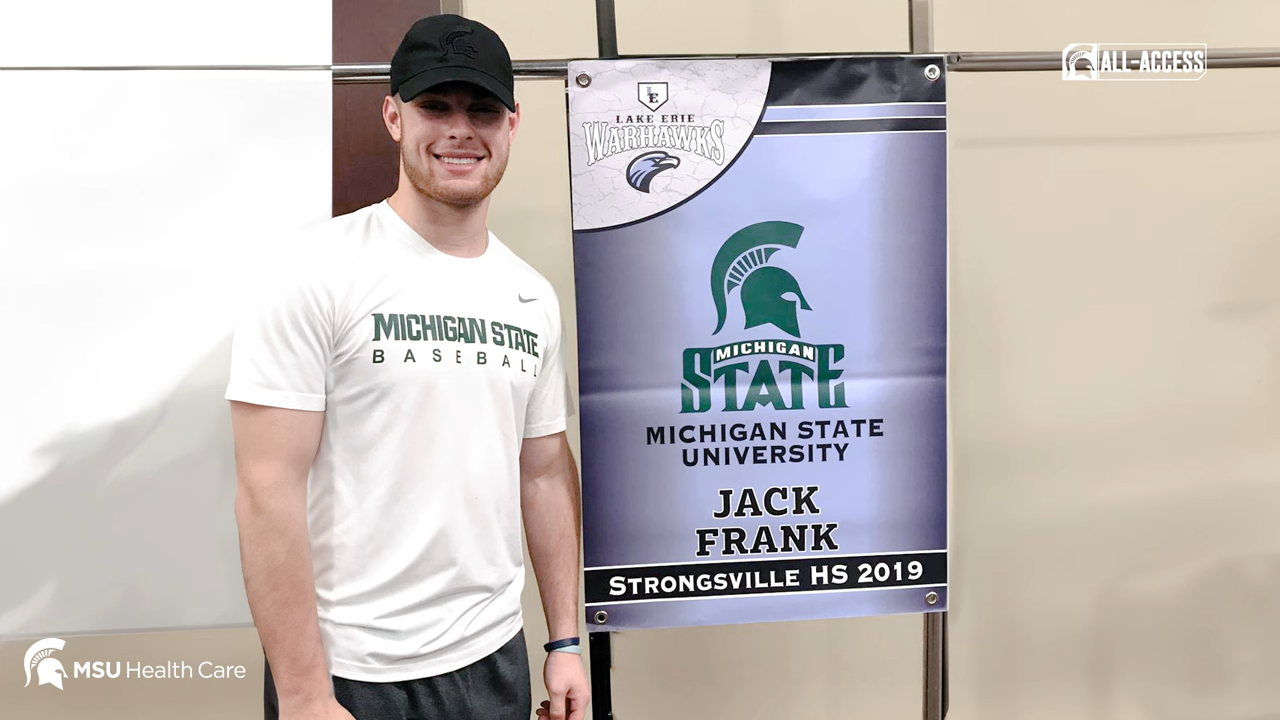 ALL-ACCESS
LE
LAKE ERIE
WARHAWKS
MICHIGAN STATE
BASEBALL
MICHIGAN
STATE
MICHIGAN STATE
UNIVERSITY
JACK
FRANK
STRONGSVILLE HS 2019
MSU Health Care